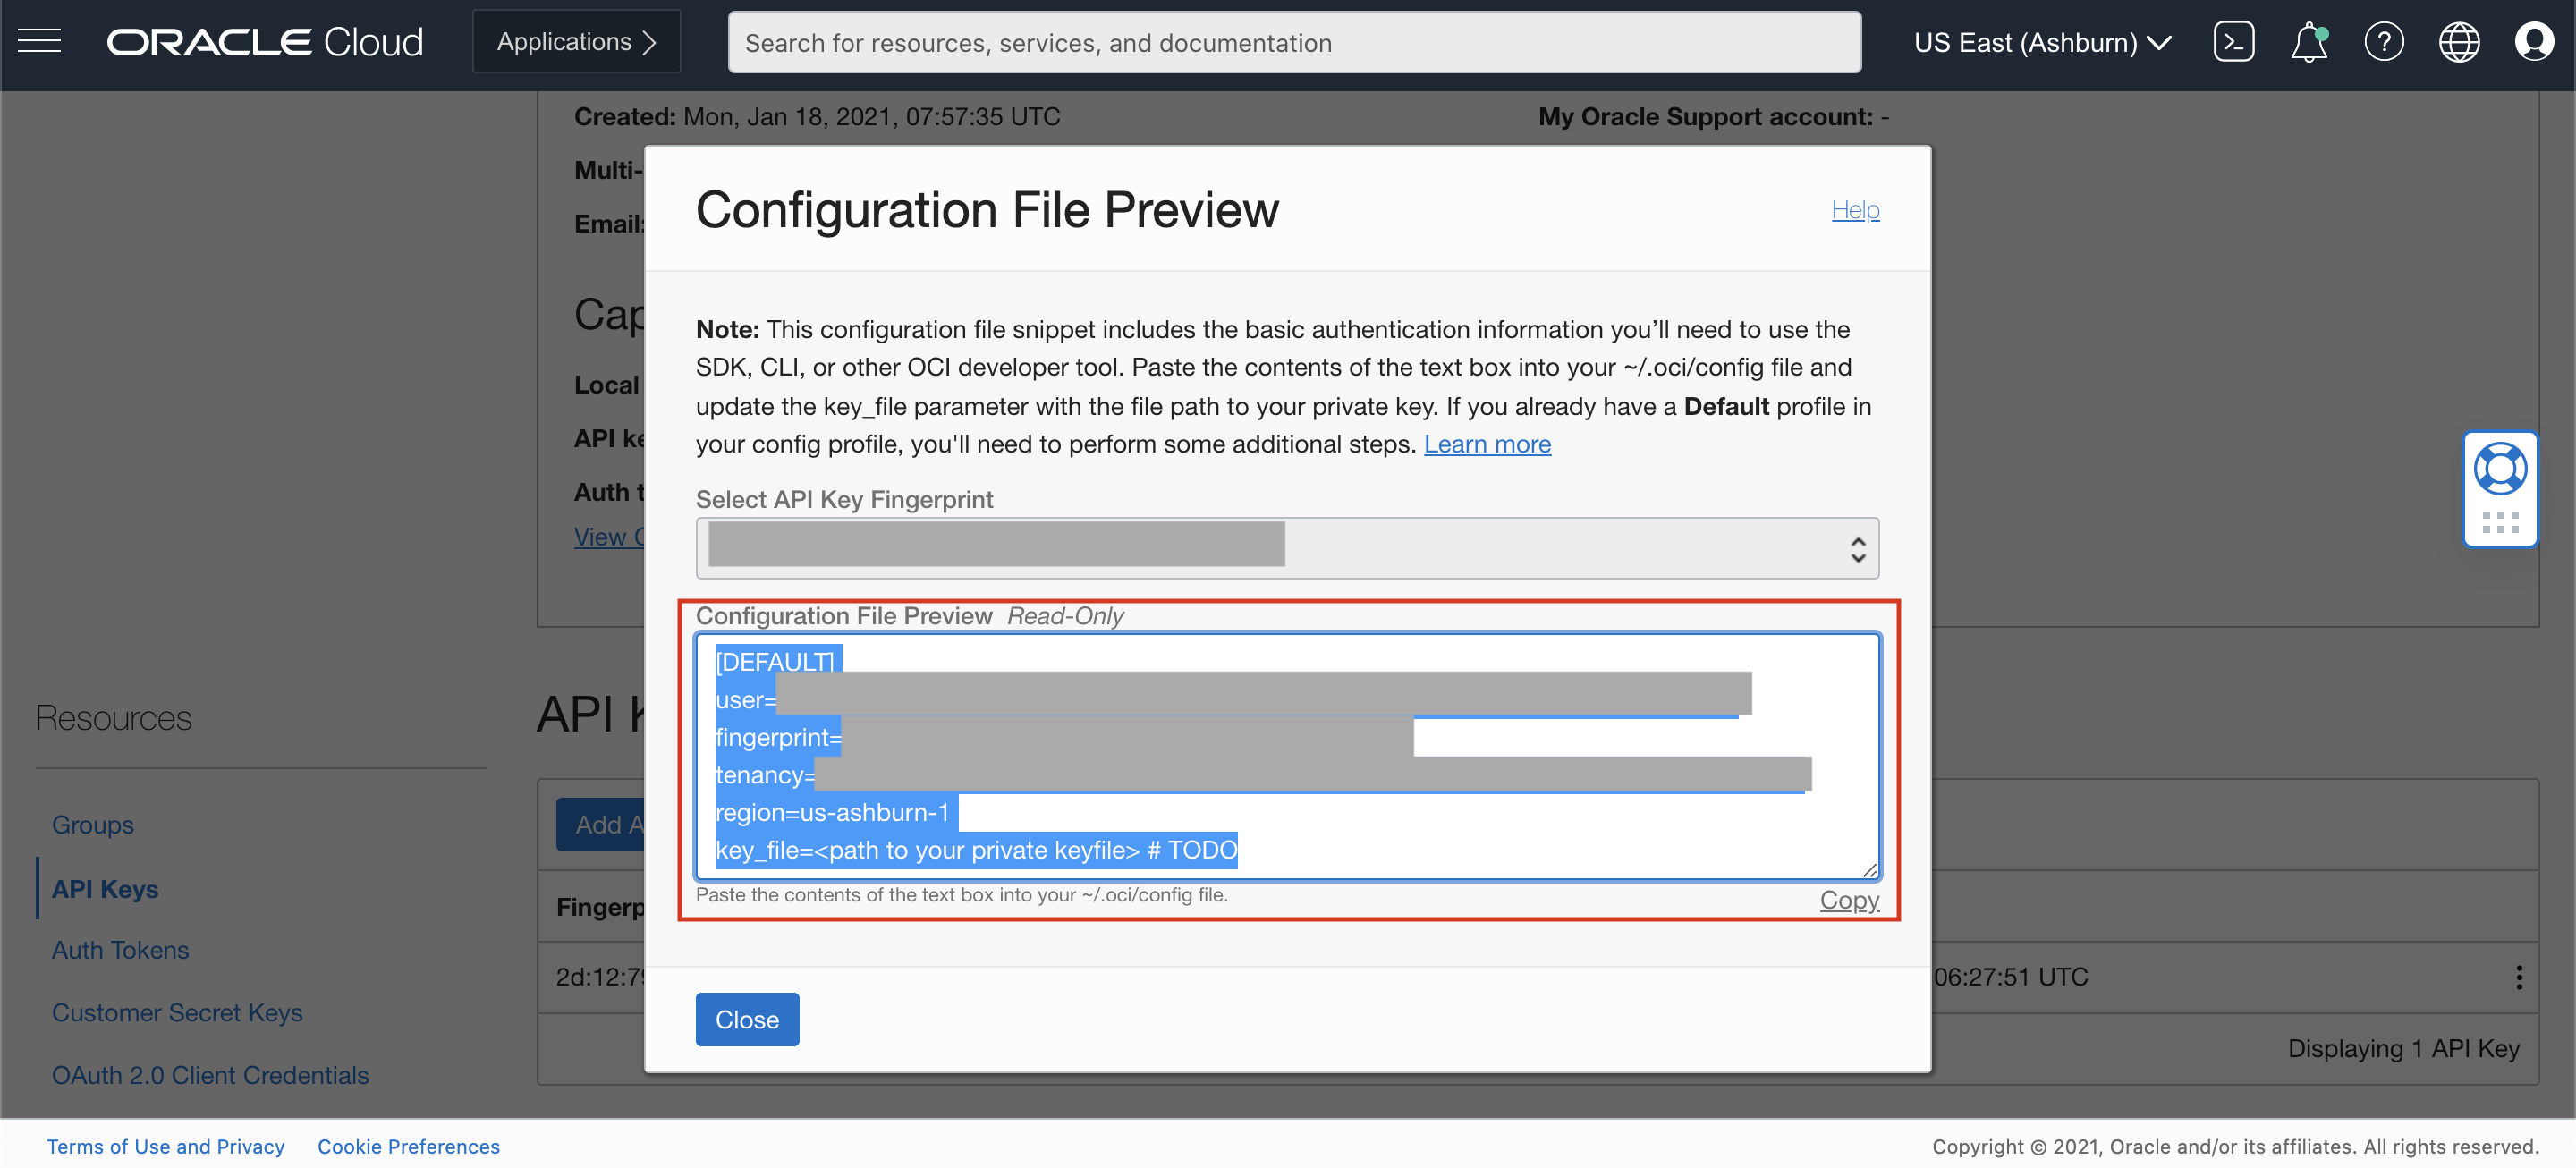 ORACLE Cloud
Applications
Search for resources, services, and documentation
US East (Ashburn)
Created: Mon, Jan 18, 2021, 07:57:35 UTC
My Oracle Support account: -
Multi-
Email:
Local
API
Auth
View
Configuration File Preview
Help
Note: This configuration file snippet includes the basic authentication information you’ll need to use the
SDK, CLI, or other OCI developer tool. Paste the contents of the text box into your ~/.oci/config file and
update the key_file parameter with the file path to your private key. If you already have a Default profile in
your config profile, you'll need to perform some additional steps. Learn more
Select API Key Fingerprint
Configuration File Preview Read-Only
[DEFAULT]
user=
fingerprint=
tenancy=
region=us-ashburn-1
key_file=<path to your private keyfile> # TODO
Paste the contents of the text box into your ~/.oci/config file.
Copy
Close
Resources
Groups
API Keys
Auth Tokens
Customer Secret Keys
OAuth 2.0 Client Credentials
API
Add
2d:12:79
06:27:51 UTC
Displaying 1 API Key
Terms of Use and Privacy
Cookie Preferences
Copyright © 2021, Oracle and/or its affiliates. All rights reserved.